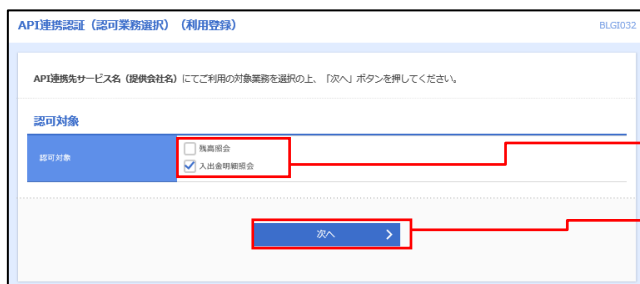 API連携認証（認可業務選択）（利用登録）
BLGI032
API連携先サービス名（提供会社名）にてご利用の対象業務を選択の上、「次へ」ボタンを押してください。
認可対象
認可対象
残高照会
入出金明細照会
次へ